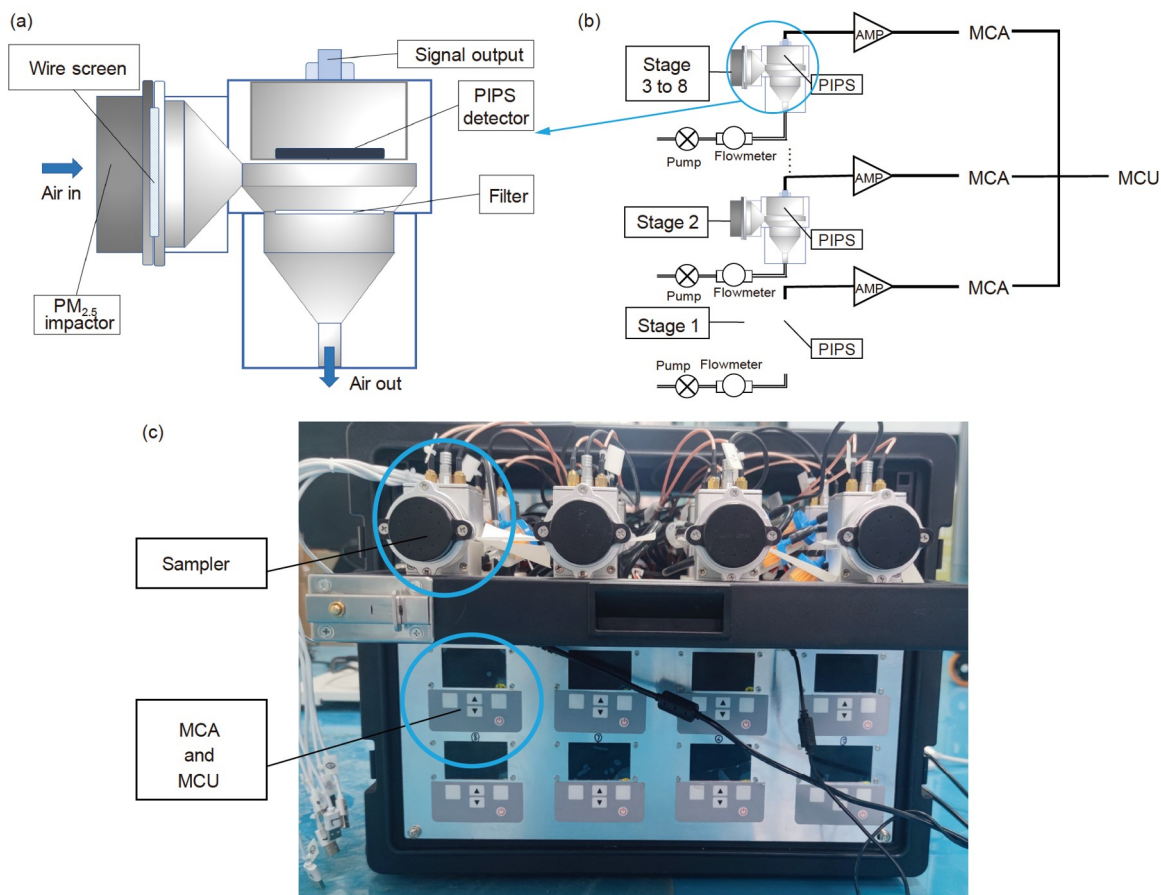 (a)
Wire screen
Signal output
PIPS
detector
Air in
Filter
PM2.5
impactor
Air out
(b)
Stage
3 to 8
AMP
MCA
PIPS
Pump
Flowmeter
Stage 2
AMP
MCA
MCU
PIPS
Pump
Flowmeter
AMP
MCA
Stage 1
PIPS
Pump
Flowmeter
(c)
Sampler
MCA
and
MCU